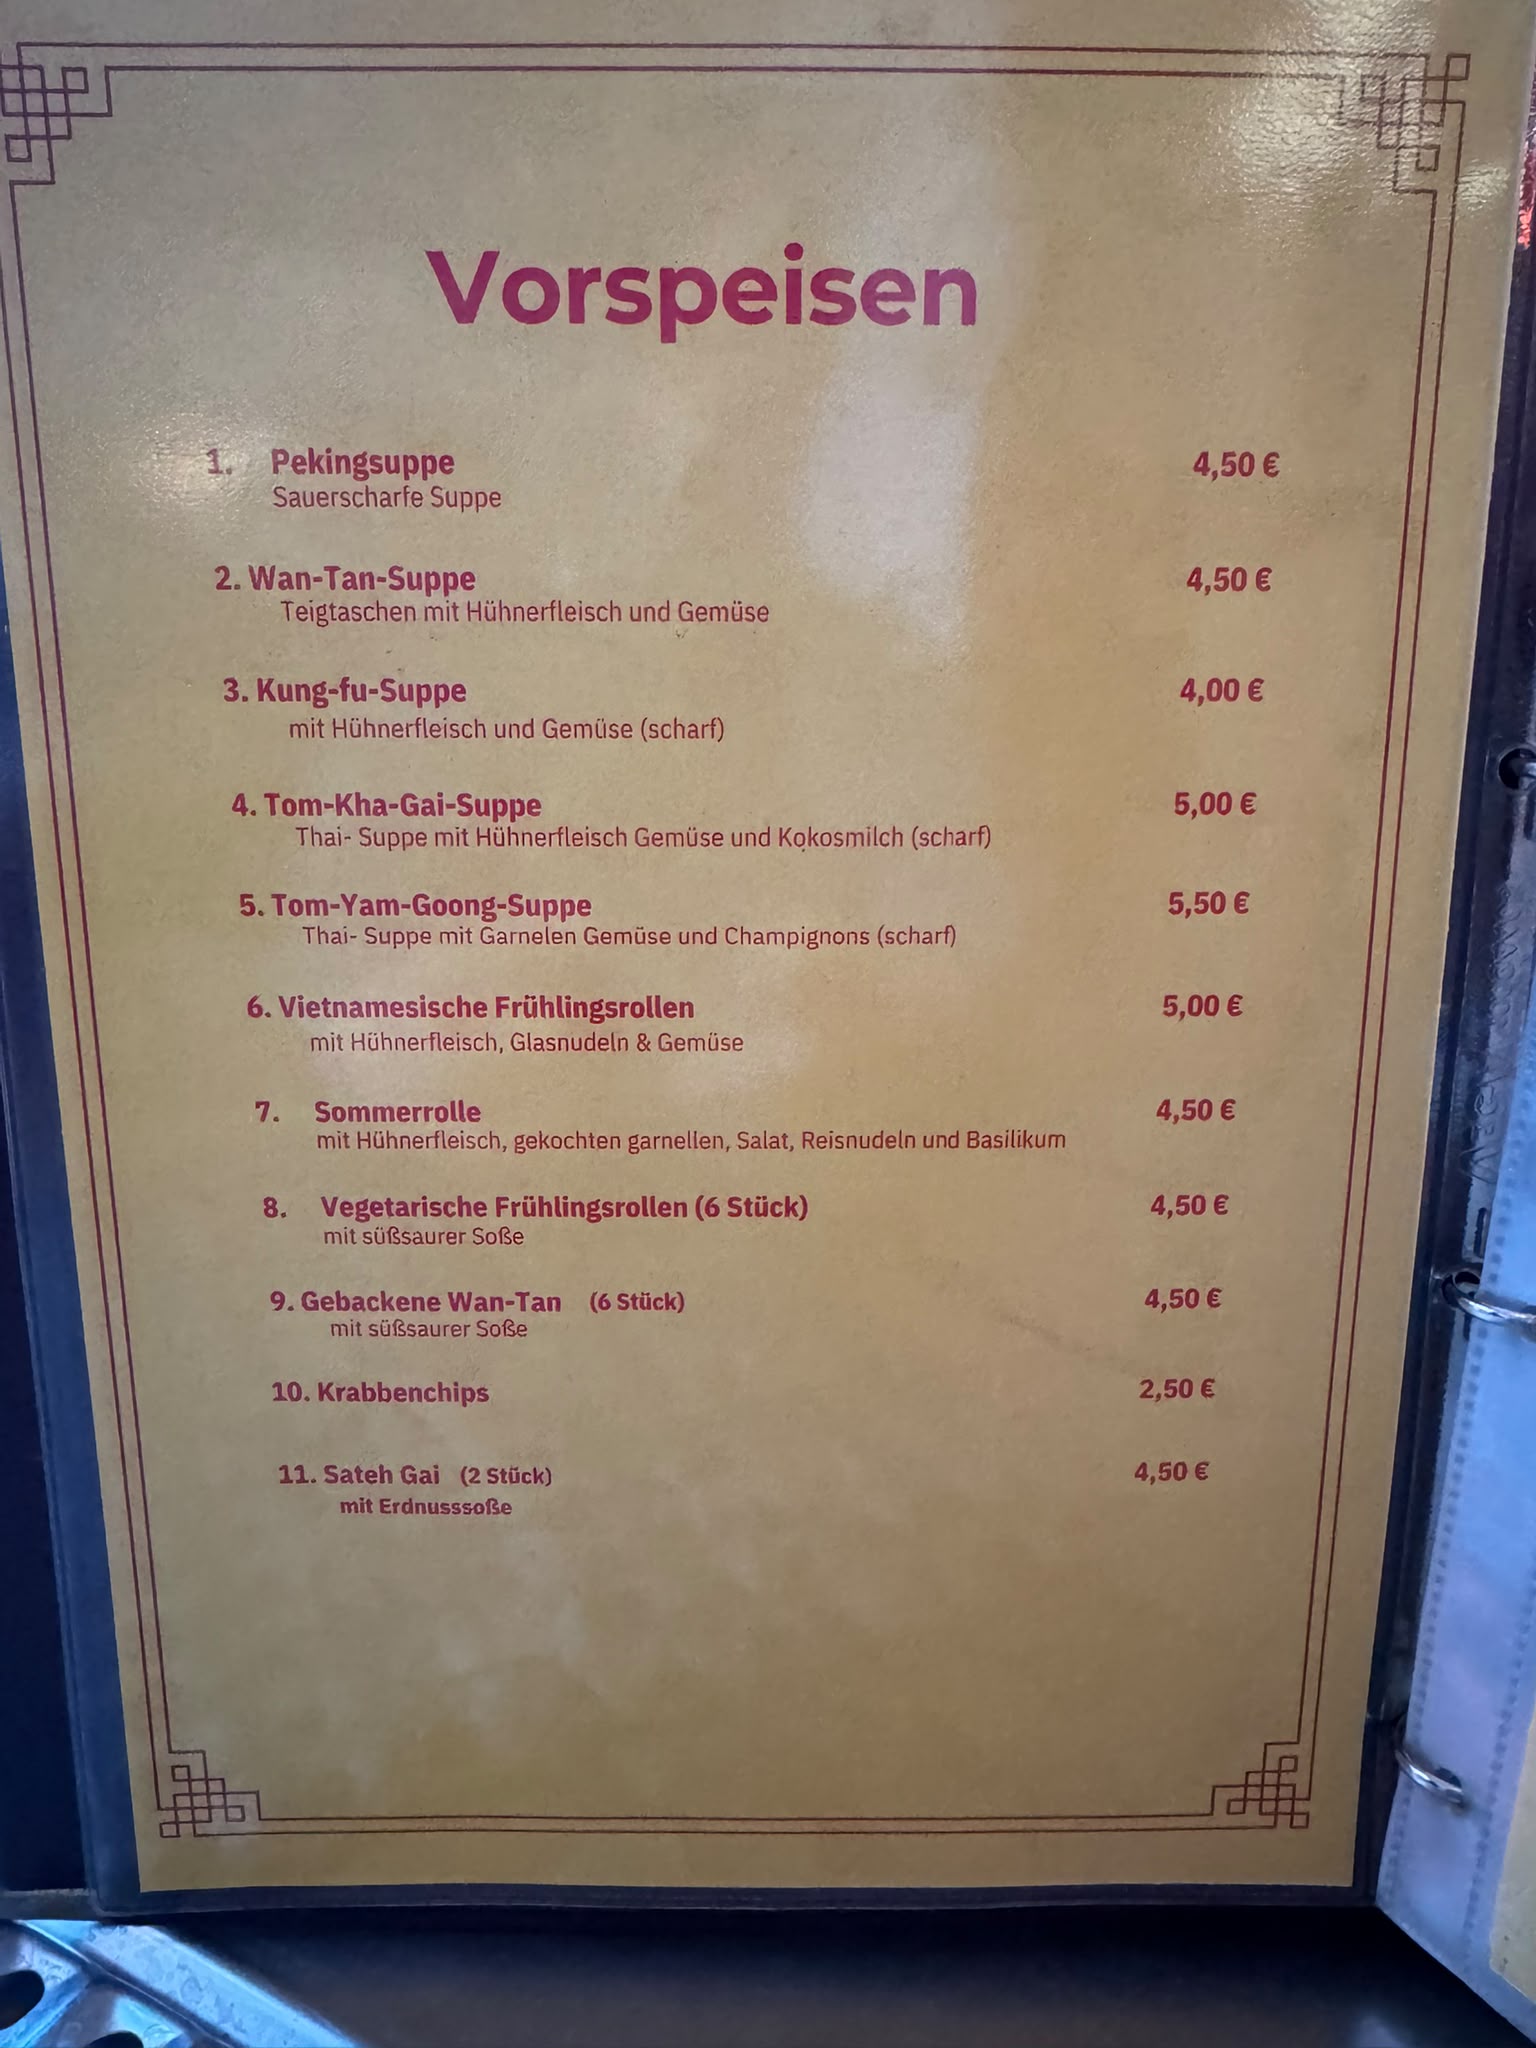 Vorspeisen
1. Pekingsuppe 4,50 €
Sauerscharfe Suppe
2. Wan-Tan-Suppe 4,50 €
Teigtaschen mit Hühnerfleisch und Gemüse
3. Kung-fu-Suppe 4,00 €
mit Hühnerfleisch und Gemüse (scharf)
4. Tom-Kha-Gai-Suppe 5,00 €
Thai- Suppe mit Hühnerfleisch Gemüse und Kokosmilch (scharf)
5. Tom-Yam-Goong-Suppe 5,50 €
Thai- Suppe mit Garnelen Gemüse und Champignons (scharf)
6. Vietnamesische Frühlingsrollen 5,00 €
mit Hühnerfleisch, Glasnudeln & Gemüse
7. Sommerrolle 4,50 €
mit Hühnerfleisch, gekochten garnellen, Salat, Reisnudeln und Basilikum
8. Vegetarische Frühlingsrollen (6 Stück) 4,50 €
mit süßsaurer Soße
9. Gebackene Wan-Tan (6 Stück) 4,50 €
mit süßsaurer Soße
10. Krabbenchips 2,50 €
11. Sateh Gai (2 Stück) 4,50 €
mit Erdnusssoße